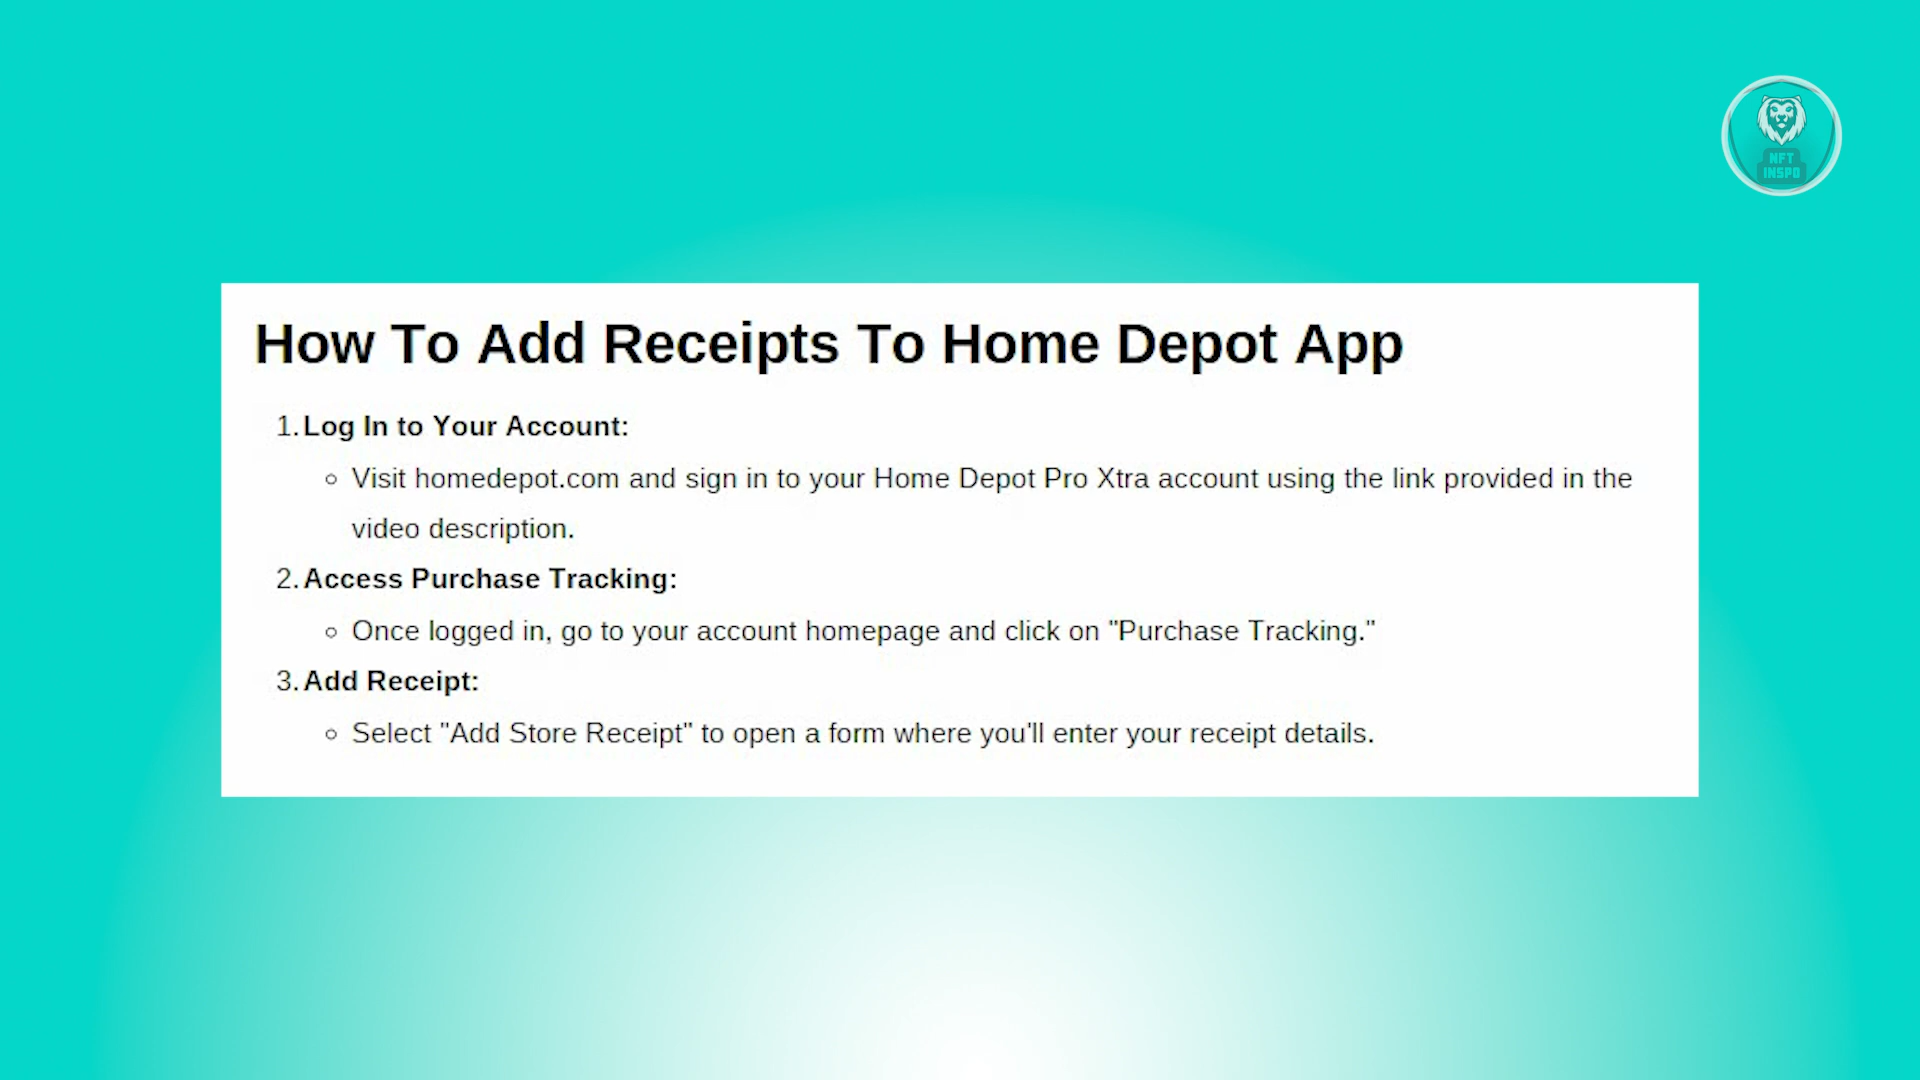 NFT
INSPO
How To Add Receipts To Home Depot App
1. Log In to Your Account:
Visit homedepot.com and sign in to your Home Depot Pro Xtra account using the link provided in the
video description.
2. Access Purchase Tracking:
Once logged in, go to your account homepage and click on "Purchase Tracking."
3. Add Receipt:
Select "Add Store Receipt" to open a form where you'll enter your receipt details.